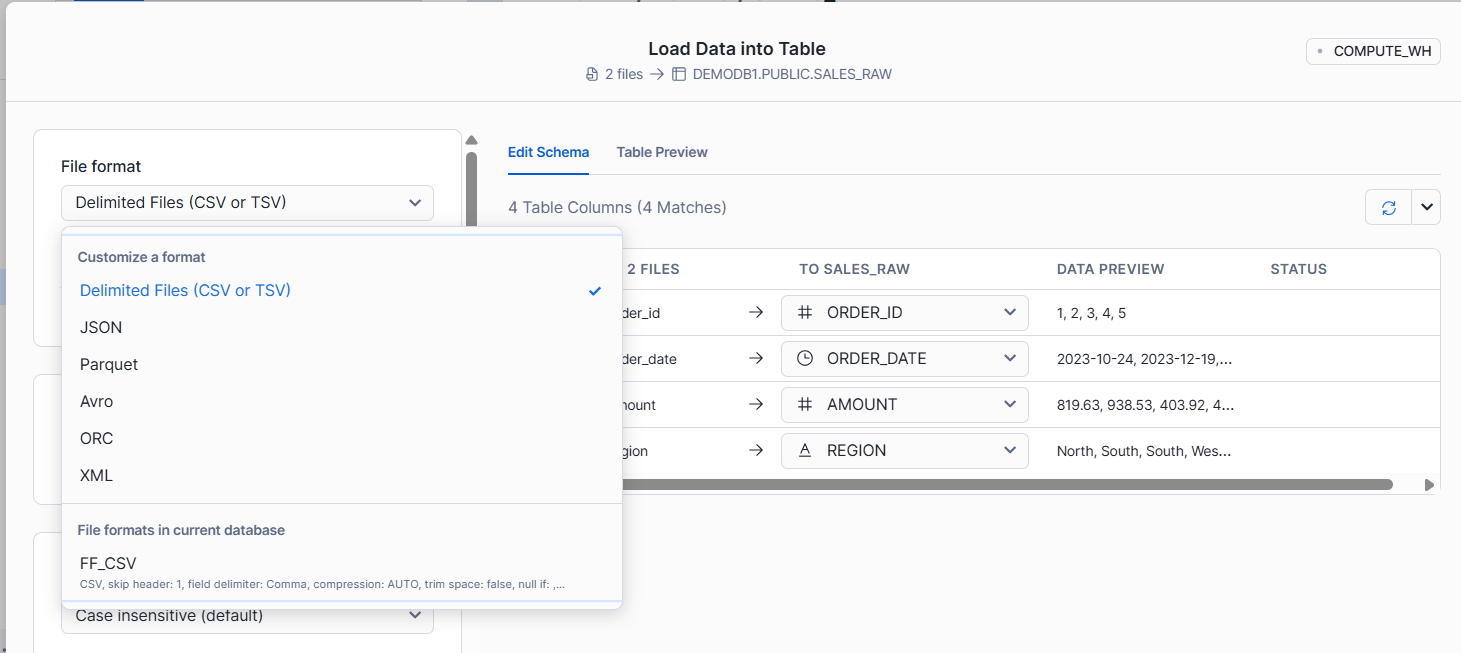 Load Data into Table
COMPUTE_WH
2 files → DEMODB1.PUBLIC.SALES_RAW
File format
Delimited Files (CSV or TSV)
Customize a format
Delimited Files (CSV or TSV)
JSON
Parquet
Avro
ORC
XML
File formats in current database
FF_CSV
CSV, skip header: 1, field delimiter: Comma, compression: AUTO, trim space: false, null if: ,...
Case insensitive (default)
Edit Schema Table Preview
4 Table Columns (4 Matches)
2 FILES TO SALES_RAW DATA PREVIEW STATUS
der_id → ORDER_ID 1, 2, 3, 4, 5
der_date → ORDER_DATE 2023-10-24, 2023-12-19,...
nount → AMOUNT 819.63, 938.53, 403.92, 4...
gion → REGION North, South, South, Wes...